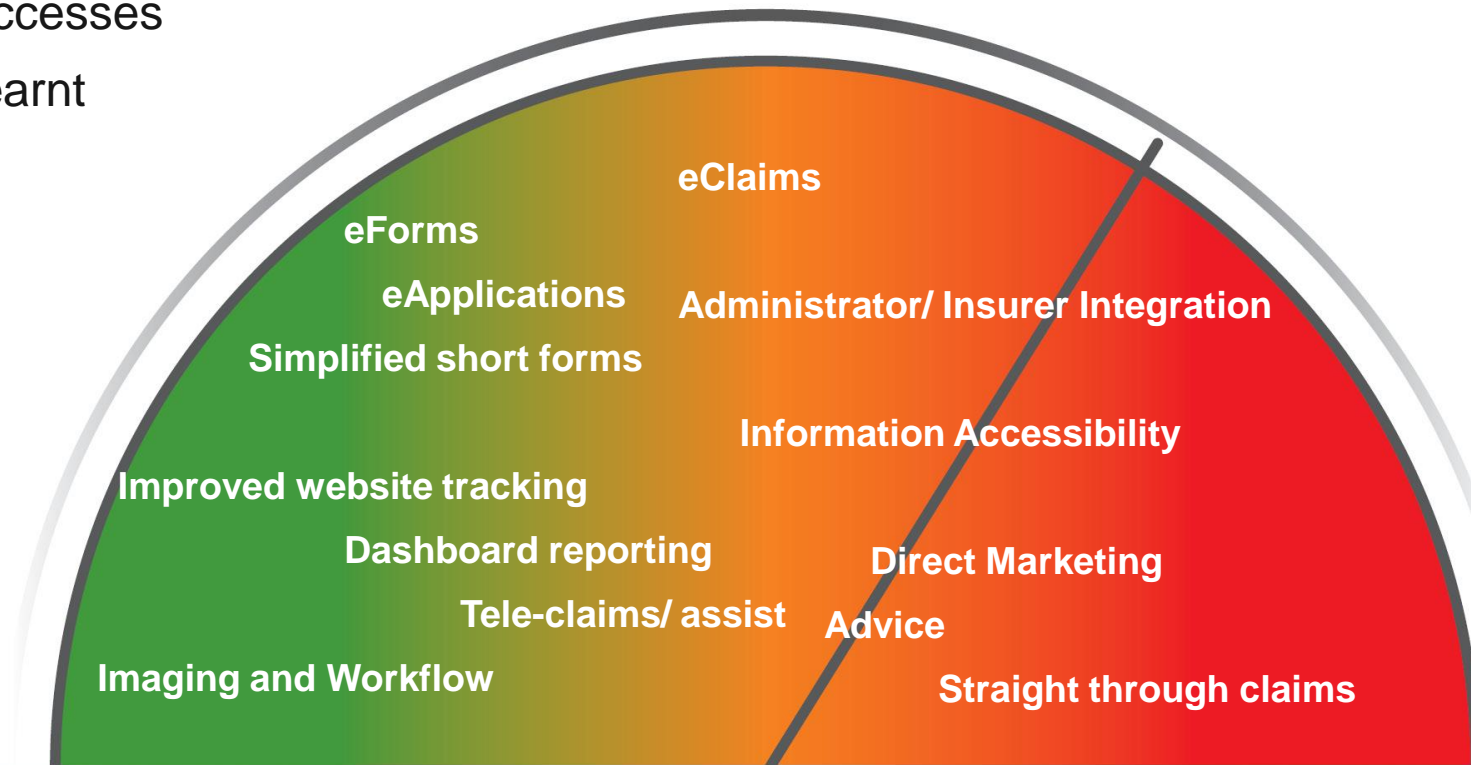 ccesses
earnt
eClaims
eForms
eApplications
Administrator/ Insurer Integration
Simplified short forms
Information Accessibility
Improved website tracking
Dashboard reporting
Direct Marketing
Tele-claims/ assist
Advice
Imaging and Workflow
Straight through claims